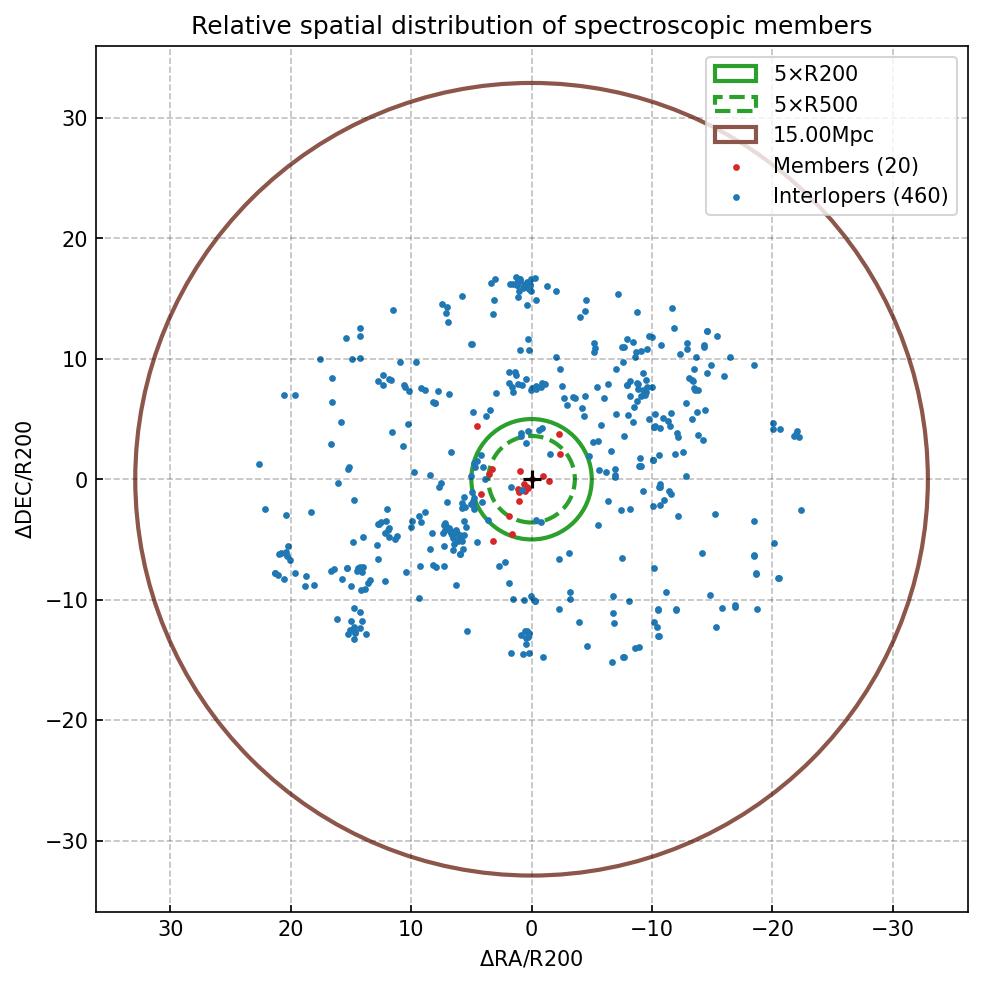 Relative spatial distribution of spectroscopic members
5×R200
5×R500
15.00Mpc
Members (20)
Interlopers (460)
ΔDEC/R200
30
20
10
0
−10
−20
−30
30 20 10 0 −10 −20 −30
ΔRA/R200